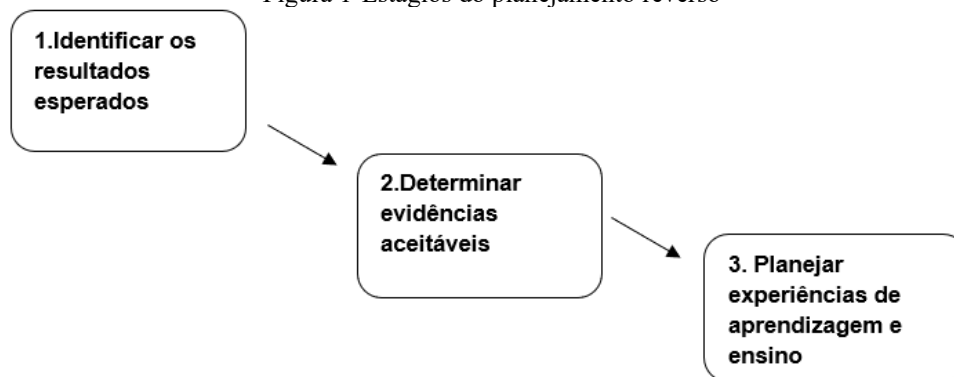 Figura 1-Estágios do planejamento reverso
1.Identificar os
resultados
esperados
2.Determinar
evidências
aceitáveis
3. Planejar
experiências de
aprendizagem e
ensino